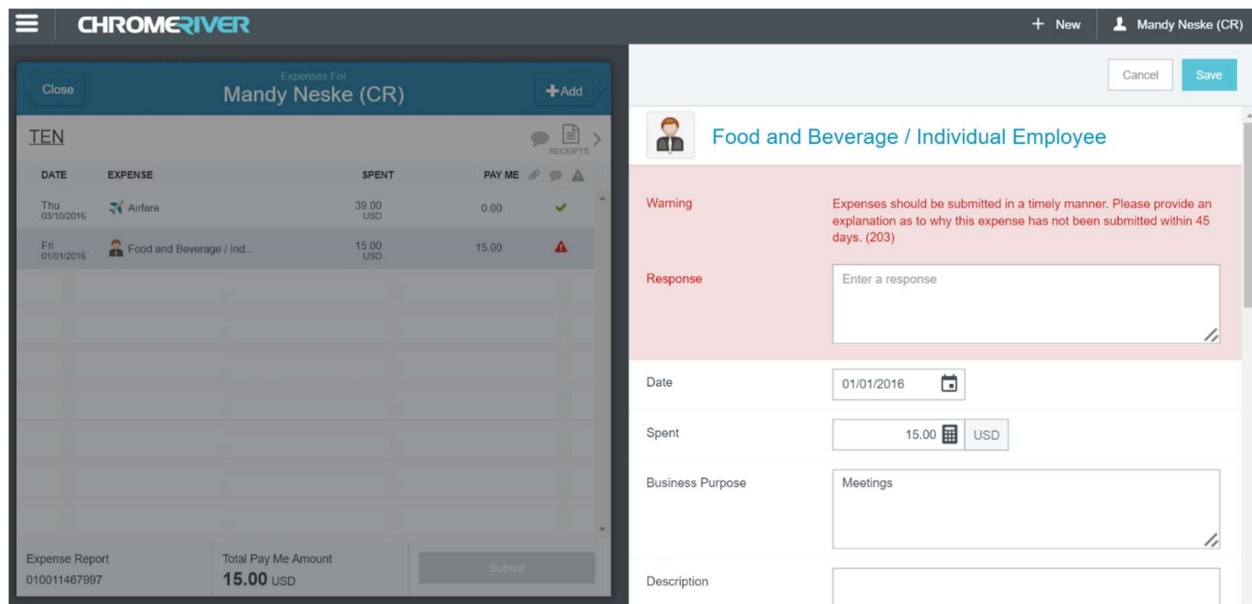 CHROMERIVER
+ New
Mandy Neske (CR)
Close
Expenses For
Mandy Neske (CR)
+Add
TEN
RECEIPTS
DATE EXPENSE SPENT PAY ME
Thu
03/10/2016
Airfare
39.00
USD
0.00
Fri
01/01/2016
Food and Beverage / Ind...
15.00
USD
15.00
Expense Report
010011467997
Total Pay Me Amount
15.00 USD
Submit
Cancel
Save
Food and Beverage / Individual Employee
Warning
Expenses should be submitted in a timely manner. Please provide an
explanation as to why this expense has not been submitted within 45
days. (203)
Response
Enter a response
Date
01/01/2016
Spent
15.00 USD
Business Purpose
Meetings
Description